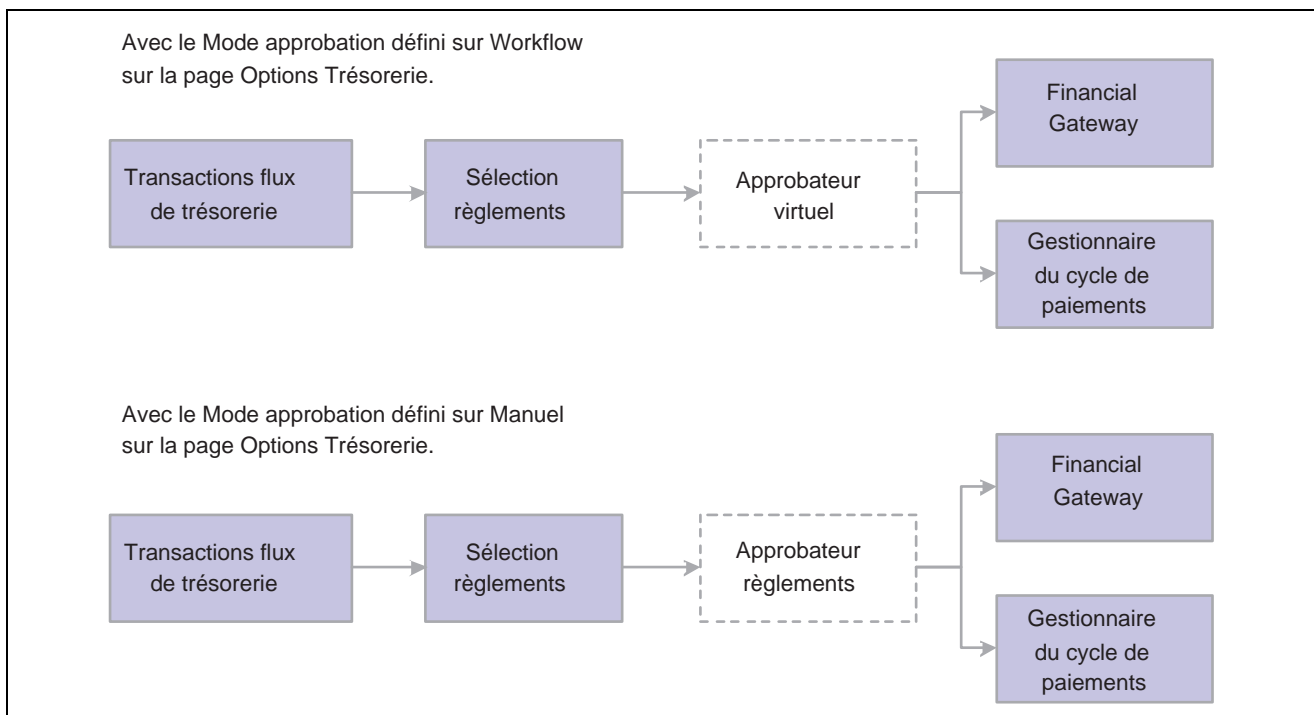 Avec le Mode approbation défini sur Workflow
sur la page Options Trésorerie.
Transactions flux
de trésorerie
Sélection
règlements
Approbateur
virtuel
Financial
Gateway
Gestionnaire
du cycle de
paiements
Avec le Mode approbation défini sur Manuel
sur la page Options Trésorerie.
Transactions flux
de trésorerie
Sélection
règlements
Approbateur
règlements
Financial
Gateway
Gestionnaire
du cycle de
paiements